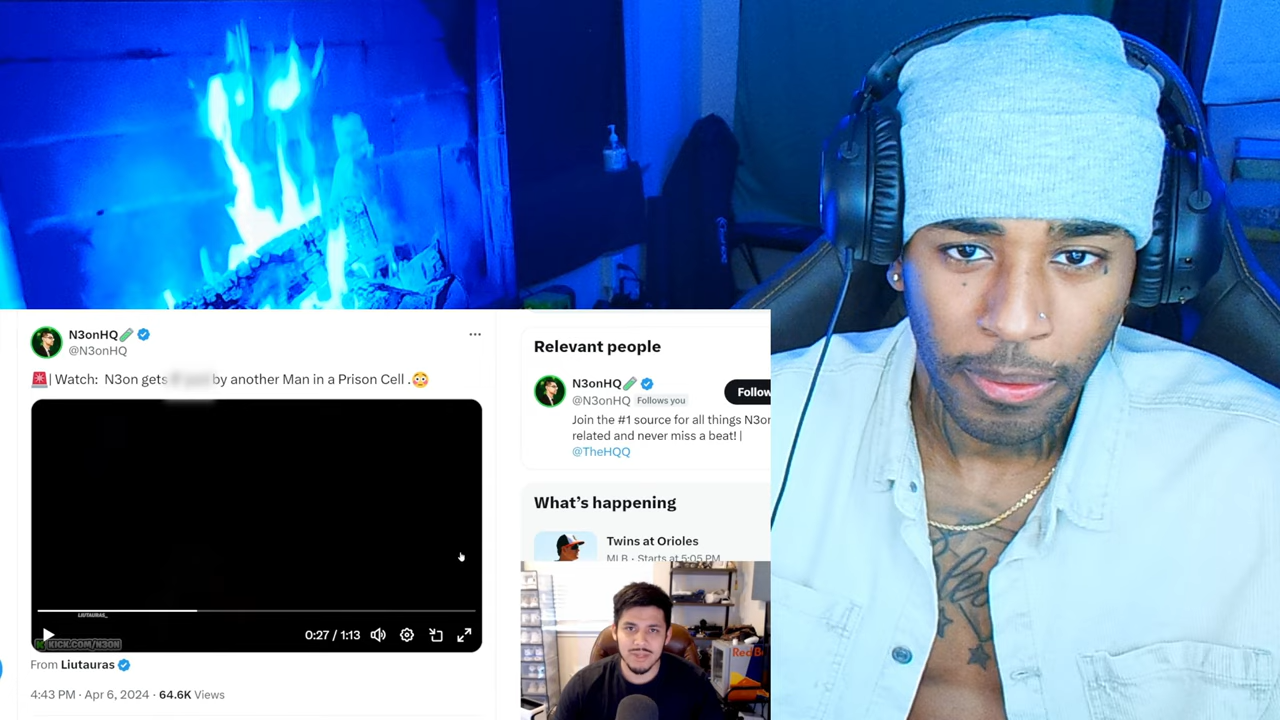 N3onHQ
@N3onHQ
| Watch: N3on gets by another Man in a Prison Cell .
0:27 / 1:13
LIUTAURAS_
KICK.COM/N3ON
From Liutauras
4:43 PM · Apr 6, 2024 · 64.6K Views
Relevant people
N3onHQ
@N3onHQ Follows you
Follow
Join the #1 source for all things N3on
related and never miss a beat! |
@TheHQQ
What's happening
Twins at Orioles
MLB · Starts at 5:05 PM
Red B